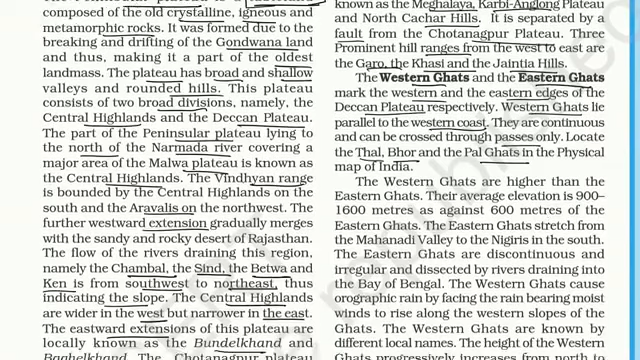 composed of the old crystalline, igneous and
metamorphic rocks. It was formed due to the
breaking and drifting of the Gondwana land
and thus, making it a part of the oldest
landmass. The plateau has broad and shallow
valleys and rounded hills. This plateau
consists of two broad divisions, namely, the
Central Highlands and the Deccan Plateau.
The part of the Peninsular plateau lying to
the north of the Narmada river covering a
major area of the Malwa plateau is known as
the Central Highlands. The Vindhyan range
is bounded by the Central Highlands on the
south and the Aravalis on the northwest. The
further westward extension gradually merges
with the sandy and rocky desert of Rajasthan.
The flow of the rivers draining this region,
namely the Chambal, the Sind, the Betwa and
Ken is from southwest to northeast, thus
indicating the slope. The Central Highlands
are wider in the west but narrower in the east.
The eastward extensions of this plateau are
locally known as the Bundelkhand and
Baghelkhand. The Chotanagpur plateau
known as the Meghalaya, Karbi-Anglong Plateau
and North Cachar Hills. It is separated by a
fault from the Chotanagpur Plateau. Three
Prominent hill ranges from the west to east are
the Garo, the Khasi and the Jaintia Hills.
The Western Ghats and the Eastern Ghats
mark the western and the eastern edges of the
Deccan Plateau respectively. Western Ghats lie
parallel to the western coast. They are continuous
and can be crossed through passes only. Locate
the Thal, Bhor and the Pal Ghats in the Physical
map of India.
The Western Ghats are higher than the
Eastern Ghats. Their average elevation is 900–
1600 metres as against 600 metres of the
Eastern Ghats. The Eastern Ghats stretch from
the Mahanadi Valley to the Nigiris in the south.
The Eastern Ghats are discontinuous and
irregular and dissected by rivers draining into
the Bay of Bengal. The Western Ghats cause
orographic rain by facing the rain bearing moist
winds to rise along the western slopes of the
Ghats. The Western Ghats are known by
different local names. The height of the Western
Ghats progressively increases from north to